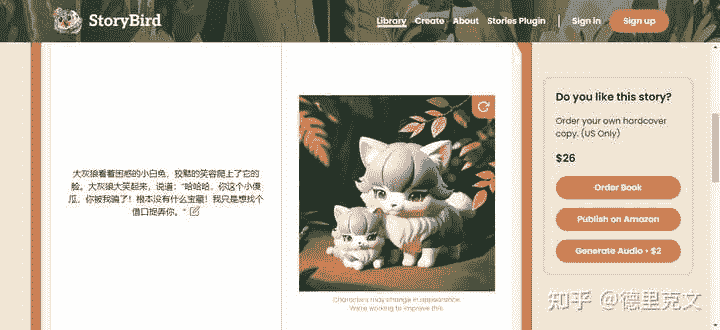 StoryBird
Library Create About Stories Plugin Sign in Sign up
大灰狼看着困惑的小白兔，狡黠的笑容爬上了它的
脸。大灰狼大笑起来，说道：“哈哈哈，你这个小傻
瓜，你被我骗了！根本没有什么宝藏！我只是想找个
借口捉弄你。”
Characters may change in appearance.
We're working to improve this.
Do you like this story?
Order your own hardcover
copy. (US Only)
$26
Order Book
Publish on Amazon
Generate Audio • $2
知乎 @德里克文